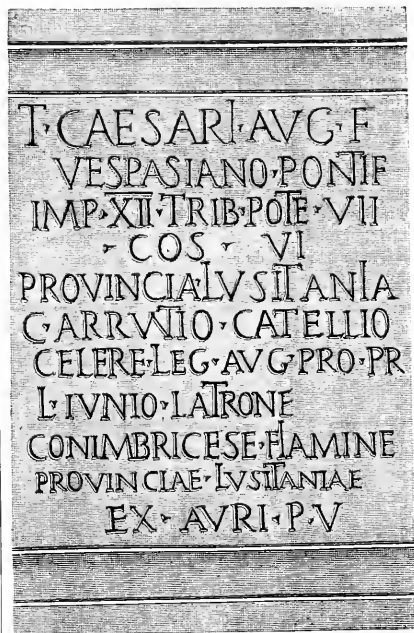 T·CAESARI·AVG·F
VESPASIANO·PONTIF
IMP·XII·TRIB·POTE·VII
·COS· VI
PROVINCIA·LVSITANIA
C·ARRVNTIO·CATELLIO
CELERE·LEG·AVG·PRO·PR
L·IVNIO·LATRONE
CONIMBRICESE·FLAMINE
PROVINCIAE·LVSITANIAE
EX·AVRI·P·V